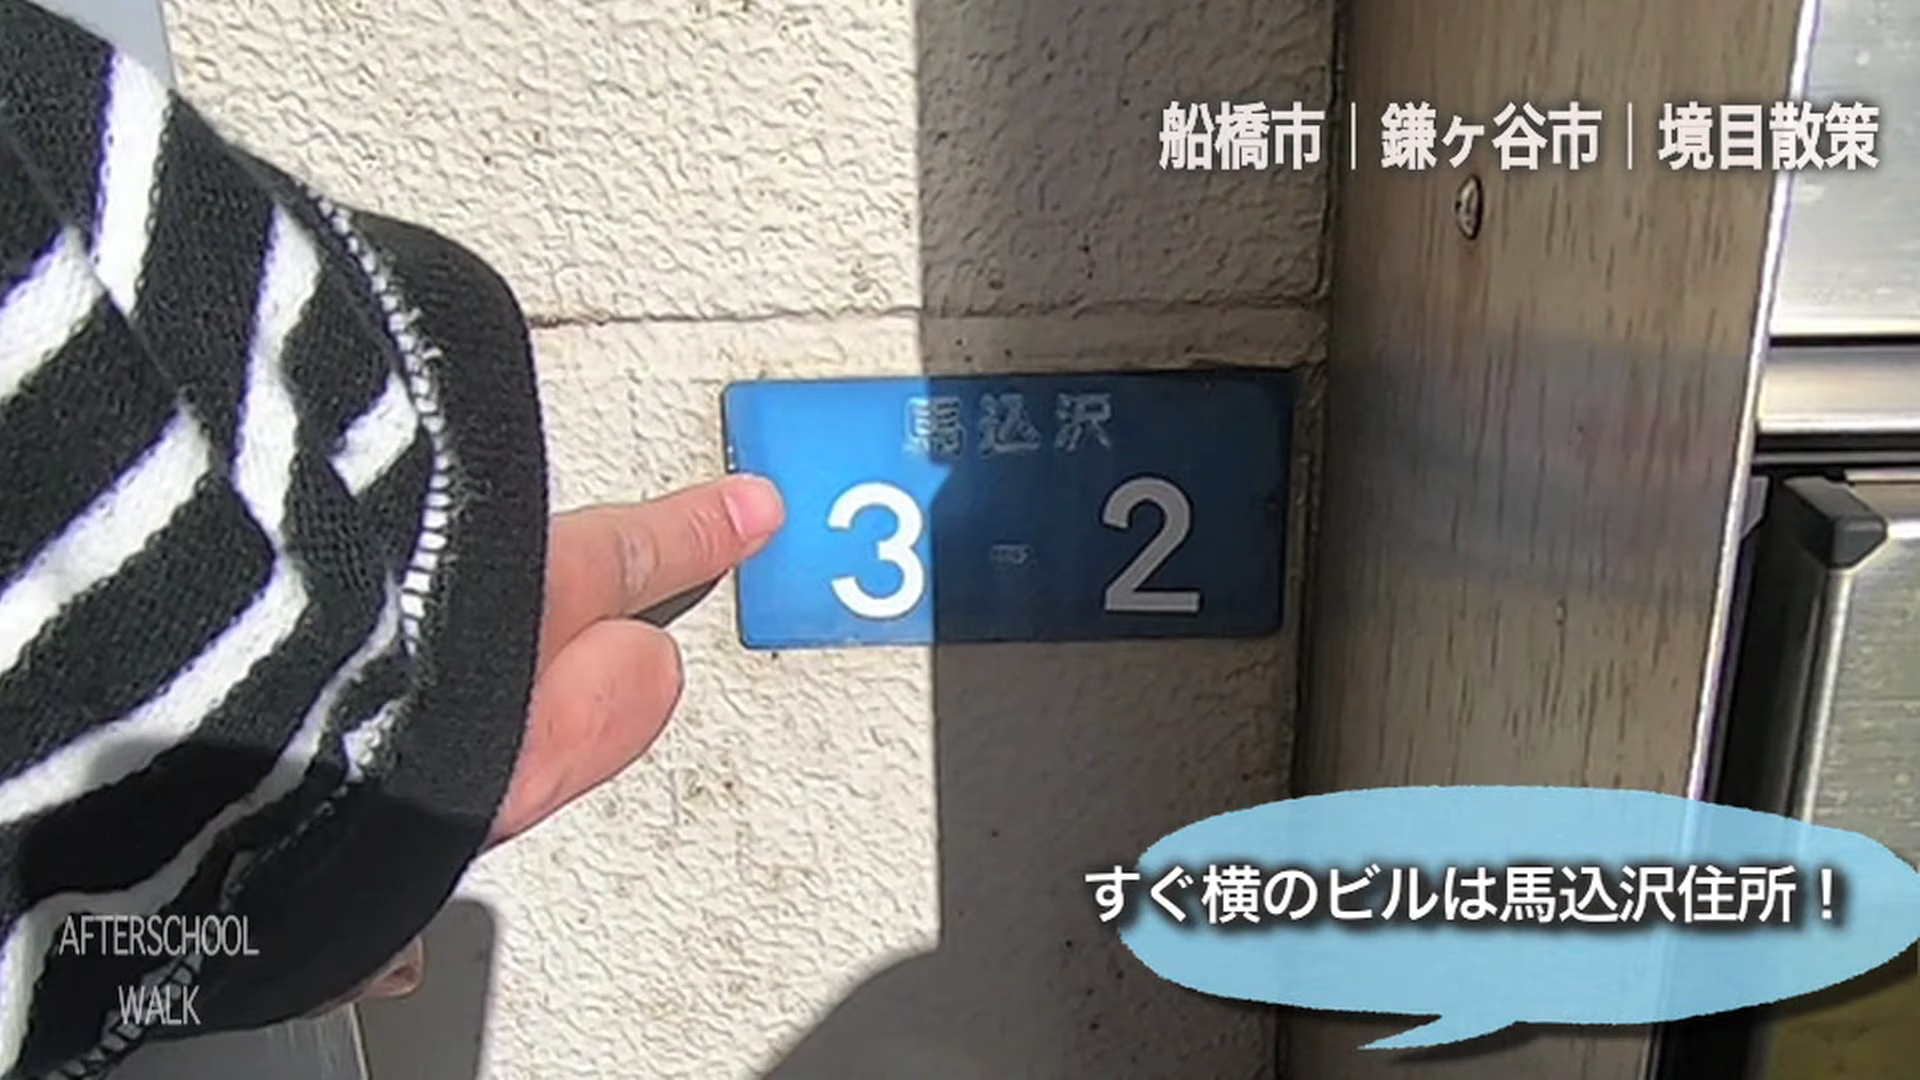 船橋市｜鎌ヶ谷市｜境目散策
馬込沢
3 - 2
すぐ横のビルは馬込沢住所！
AFTERSCHOOL
WALK